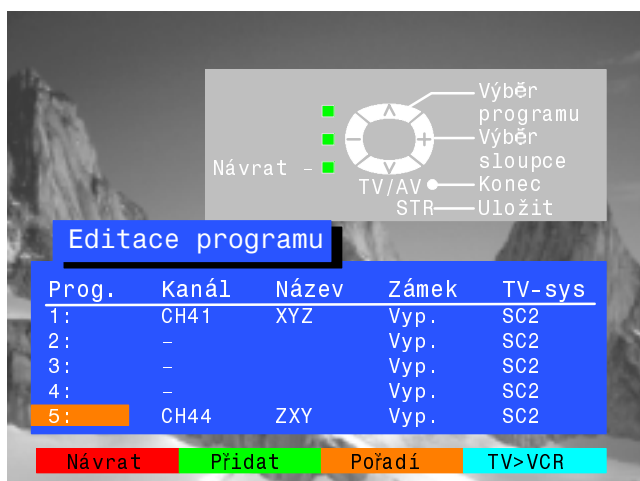 Výběr
programu
Výběr
sloupce
Návrat –
TV/AV
Konec
STR
Uložit
Editace programu
Prog. Kanál Název Zámek TV-sys
1: CH41 XYZ Vyp. SC2
2: – Vyp. SC2
3: – Vyp. SC2
4: – Vyp. SC2
5: CH44 ZXY Vyp. SC2
Návrat Přidat Pořadí TV>VCR